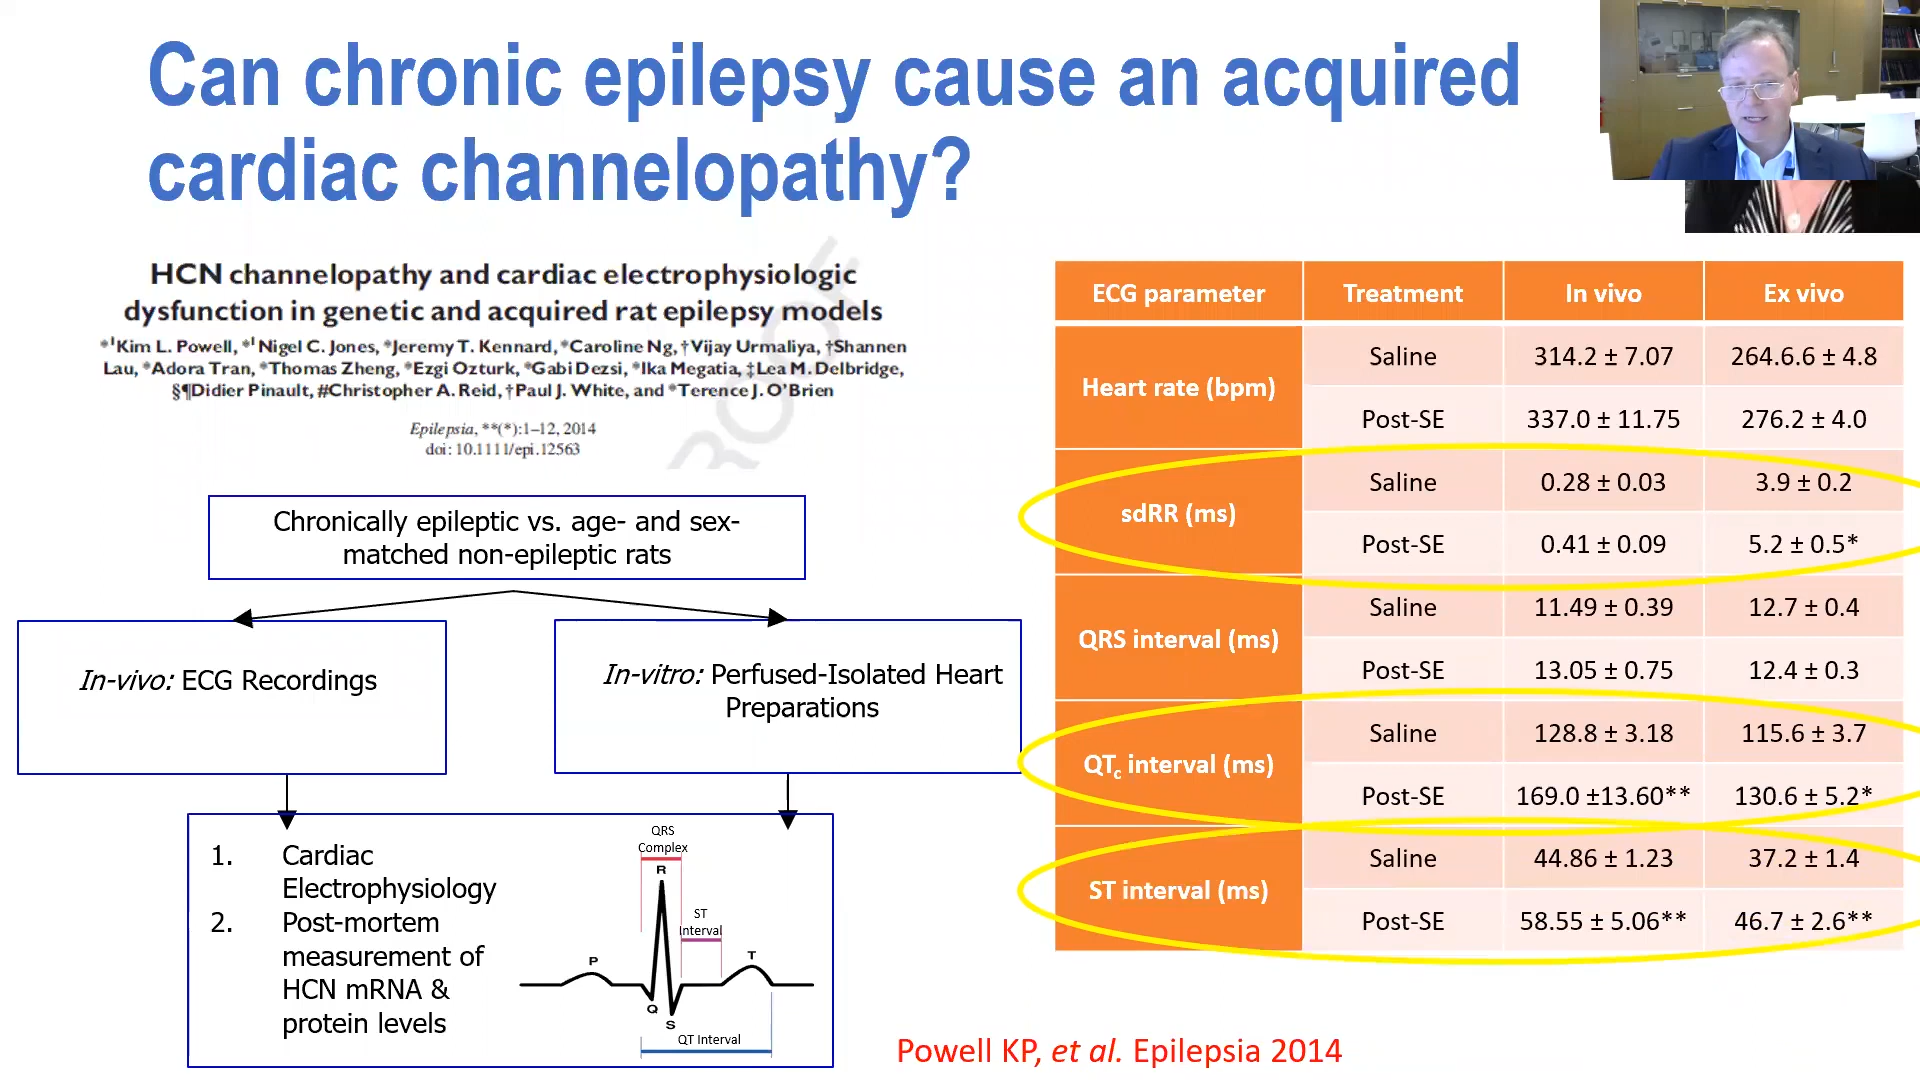 Can chronic epilepsy cause an acquired
cardiac channelopathy?
HCN channelopathy and cardiac electrophysiologic
dysfunction in genetic and acquired rat epilepsy models
*¹Kim L. Powell, *¹Nigel C. Jones, *Jeremy T. Kennard, *Caroline Ng, †Vijay Urmaliya, †Shannen
Lau, *Adora Tran, *Thomas Zheng, *Ezgi Ozturk, *Gabi Dezsi, *Ika Megatia, ‡Lea M. Delbridge,
§¶Didier Pinault, #Christopher A. Reid, †Paul J. White, and *Terence J. O'Brien
Epilepsia, **(*):1–12, 2014
doi: 10.1111/epi.12563
ROOF
Chronically epileptic vs. age- and sex-
matched non-epileptic rats
In-vivo: ECG Recordings
In-vitro: Perfused-Isolated Heart
Preparations
1. Cardiac
Electrophysiology
2. Post-mortem
measurement of
HCN mRNA &
protein levels
QRS
Complex
R
ST
Interval
P
T
Q
S
QT Interval
ECG parameter Treatment In vivo Ex vivo
Heart rate (bpm)
Saline 314.2 ± 7.07 264.6.6 ± 4.8
Post-SE 337.0 ± 11.75 276.2 ± 4.0
sdRR (ms)
Saline 0.28 ± 0.03 3.9 ± 0.2
Post-SE 0.41 ± 0.09 5.2 ± 0.5*
QRS interval (ms)
Saline 11.49 ± 0.39 12.7 ± 0.4
Post-SE 13.05 ± 0.75 12.4 ± 0.3
QTc interval (ms)
Saline 128.8 ± 3.18 115.6 ± 3.7
Post-SE 169.0 ±13.60** 130.6 ± 5.2*
ST interval (ms)
Saline 44.86 ± 1.23 37.2 ± 1.4
Post-SE 58.55 ± 5.06** 46.7 ± 2.6**
Powell KP, et al. Epilepsia 2014